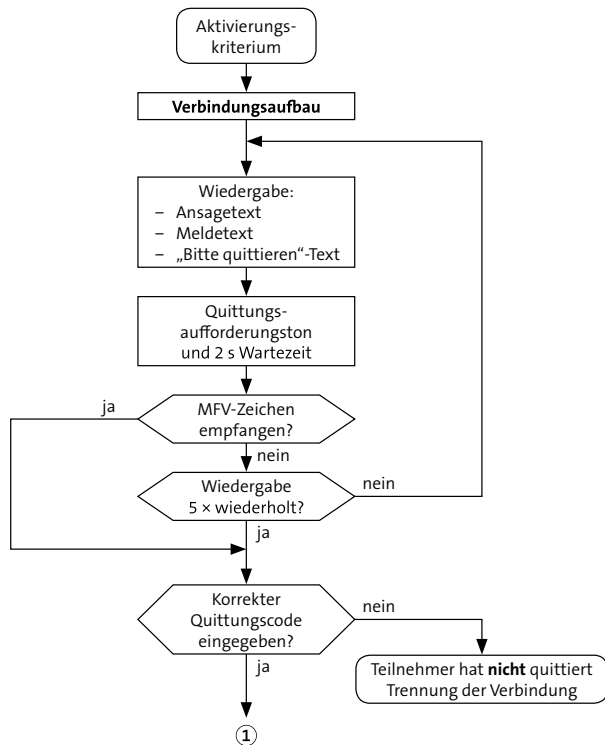 Aktivierungs-
kriterium
Verbindungsaufbau
Wiedergabe:
– Ansagetext
– Meldetext
– „Bitte quittieren“-Text
Quittungs-
aufforderungston
und 2 s Wartezeit
ja
MFV-Zeichen
empfangen?
nein
Wiedergabe
5 × wiederholt?
nein
ja
Korrekter
Quittungscode
eingegeben?
nein
ja
Teilnehmer hat nicht quittiert
Trennung der Verbindung
1